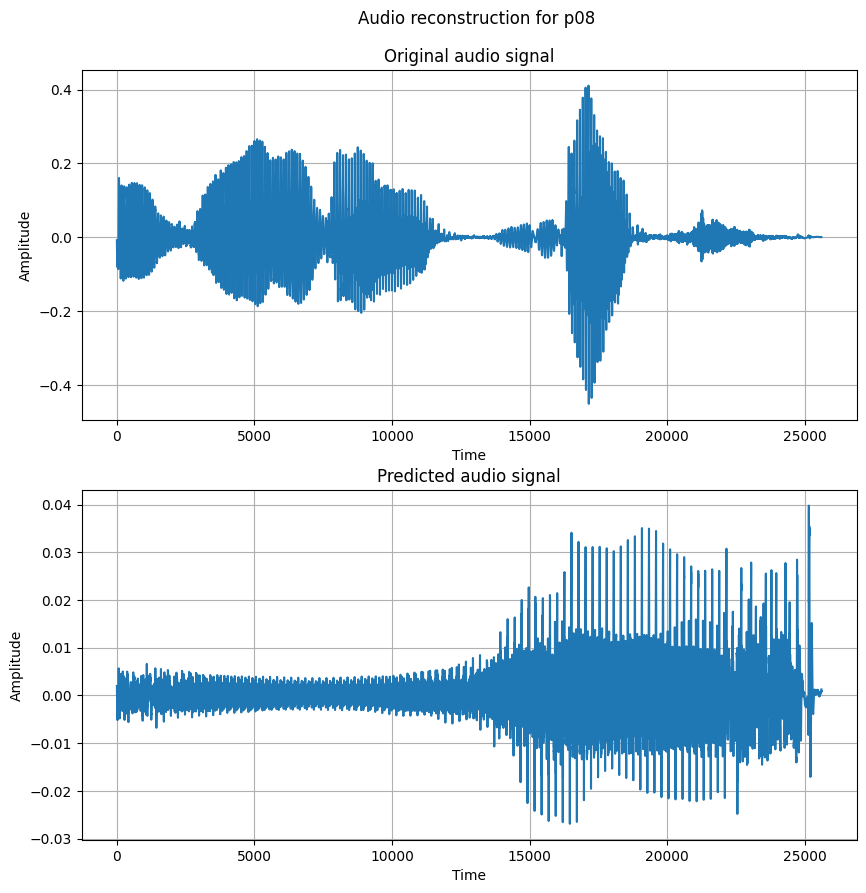 Audio reconstruction for p08
Original audio signal
0.4
0.2
0.0
−0.2
−0.4
Amplitude
0 5000 10000 15000 20000 25000
Time
Predicted audio signal
0.04
0.03
0.02
0.01
0.00
−0.01
−0.02
−0.03
Amplitude
0 5000 10000 15000 20000 25000
Time